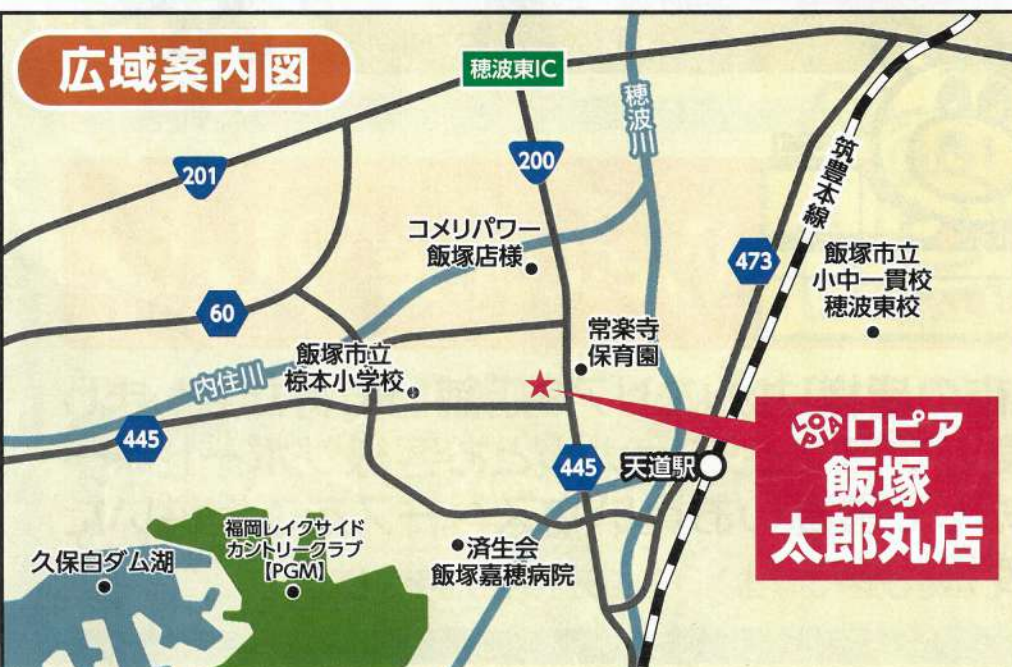 広域案内図
穂波東IC
穂波川
201
200
筑豊本線
コメリパワー
飯塚店様
473
飯塚市立
小中一貫校
穂波東校
60
常楽寺
保育園
飯塚市立
椋本小学校
内住川
445
445
天道駅
LOPIA ロピア
飯塚
太郎丸店
福岡レイクサイド
カントリークラブ
【PGM】
久保白ダム湖
済生会
飯塚嘉穂病院